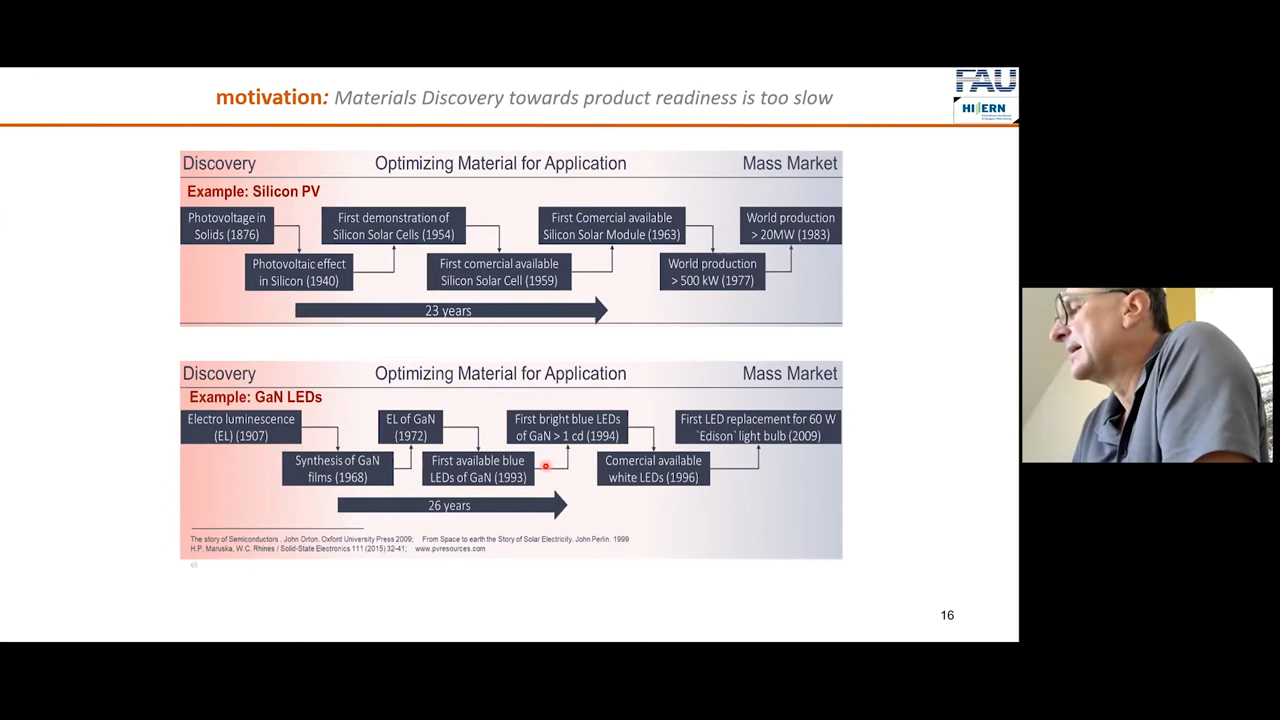 motivation: Materials Discovery towards product readiness is too slow
FAU
HI ERN
Discovery Optimizing Material for Application Mass Market
Example: Silicon PV
Photovoltage in
Solids (1876)
First demonstration of
Silicon Solar Cells (1954)
First Comercial available
Silicon Solar Module (1963)
World production
> 20MW (1983)
Photovoltaic effect
in Silicon (1940)
First comercial available
Silicon Solar Cell (1959)
World production
> 500 kW (1977)
23 years
Discovery Optimizing Material for Application Mass Market
Example: GaN LEDs
Electro luminescence
(EL) (1907)
EL of GaN
(1972)
First bright blue LEDs
of GaN > 1 cd (1994)
First LED replacement for 60 W
`Edison` light bulb (2009)
Synthesis of GaN
films (1968)
First available blue
LEDs of GaN (1993)
Comercial available
white LEDs (1996)
26 years
The story of Semiconductors . John Orton. Oxford University Press 2009; From Space to earth the Story of Solar Electricity. John Perlin. 1999
H.P. Maruska, W.C. Rhines / Solid-State Electronics 111 (2015) 32-41; www.pvresources.com
65
16